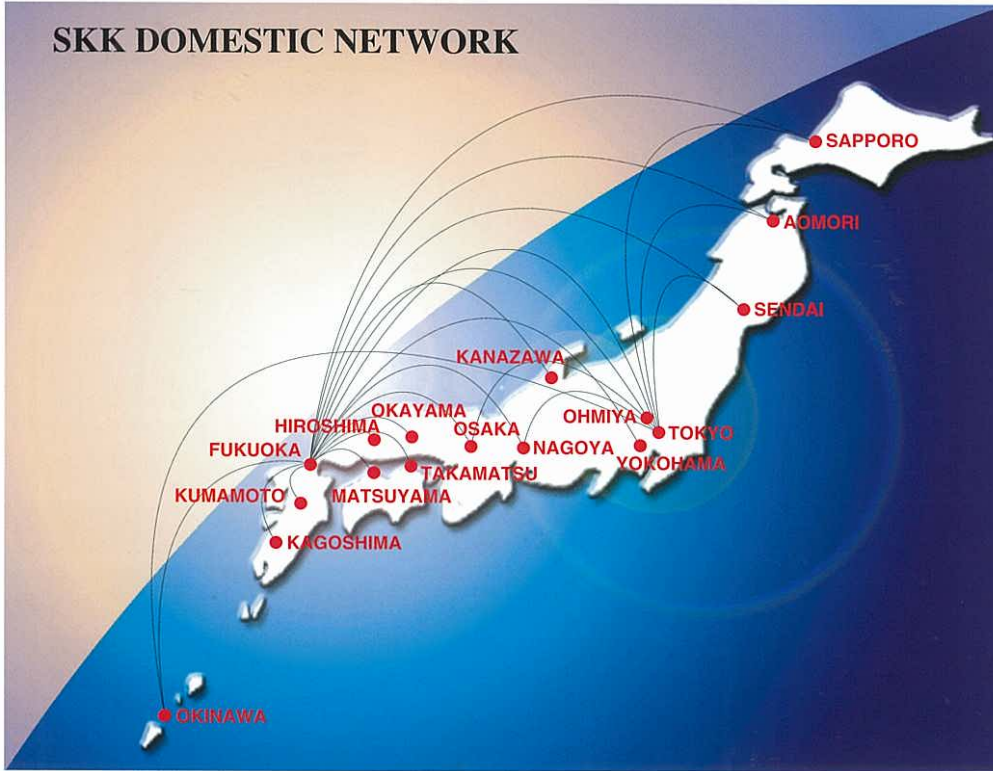 SKK DOMESTIC NETWORK
SAPPORO
AOMORI
SENDAI
KANAZAWA
OKAYAMA
HIROSHIMA
OSAKA
OHMIYA
TOKYO
FUKUOKA
NAGOYA
YOKOHAMA
TAKAMATSU
KUMAMOTO
MATSUYAMA
KAGOSHIMA
OKINAWA